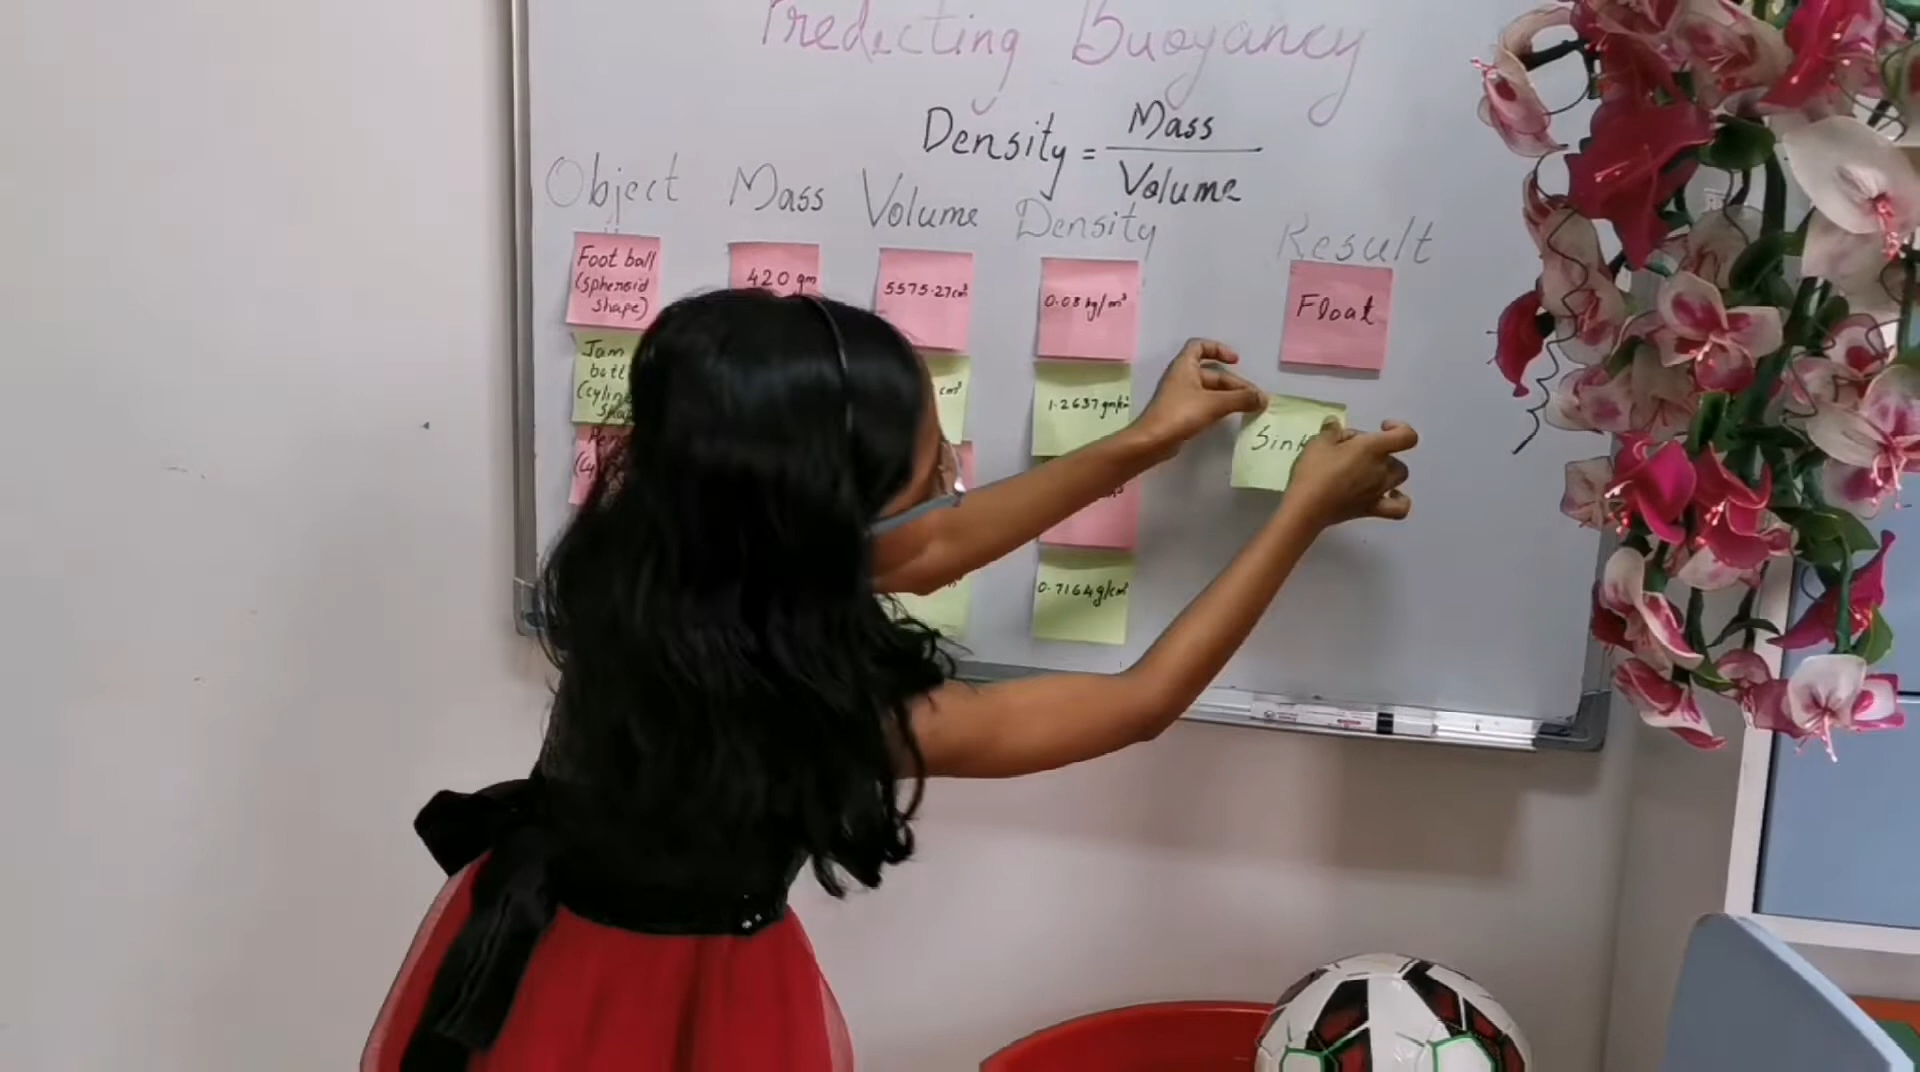 Predicting Buoyancy
Density = Mass
Volume
Object Mass Volume Density Result
Foot ball
(spheroid
shape)
420 gm
5575.27cm³
0.08 kg/m³
Float
Jam
cm³
1.2637 gm/
Sink
0.7164g/cm³